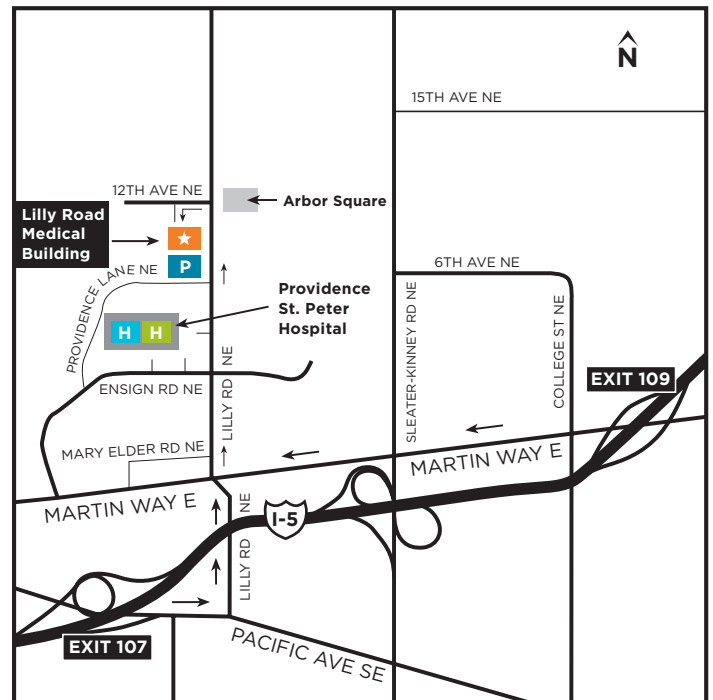 N
15TH AVE NE
12TH AVE NE
Arbor Square
Lilly Road
Medical
Building
P
PROVIDENCE LANE NE
6TH AVE NE
Providence
St. Peter
Hospital
H H
SLEATER-KINNEY RD NE
COLLEGE ST NE
LILLY RD NE
EXIT 109
ENSIGN RD NE
MARY ELDER RD NE
MARTIN WAY E
MARTIN WAY E
I-5
LILLY RD NE
EXIT 107
PACIFIC AVE SE